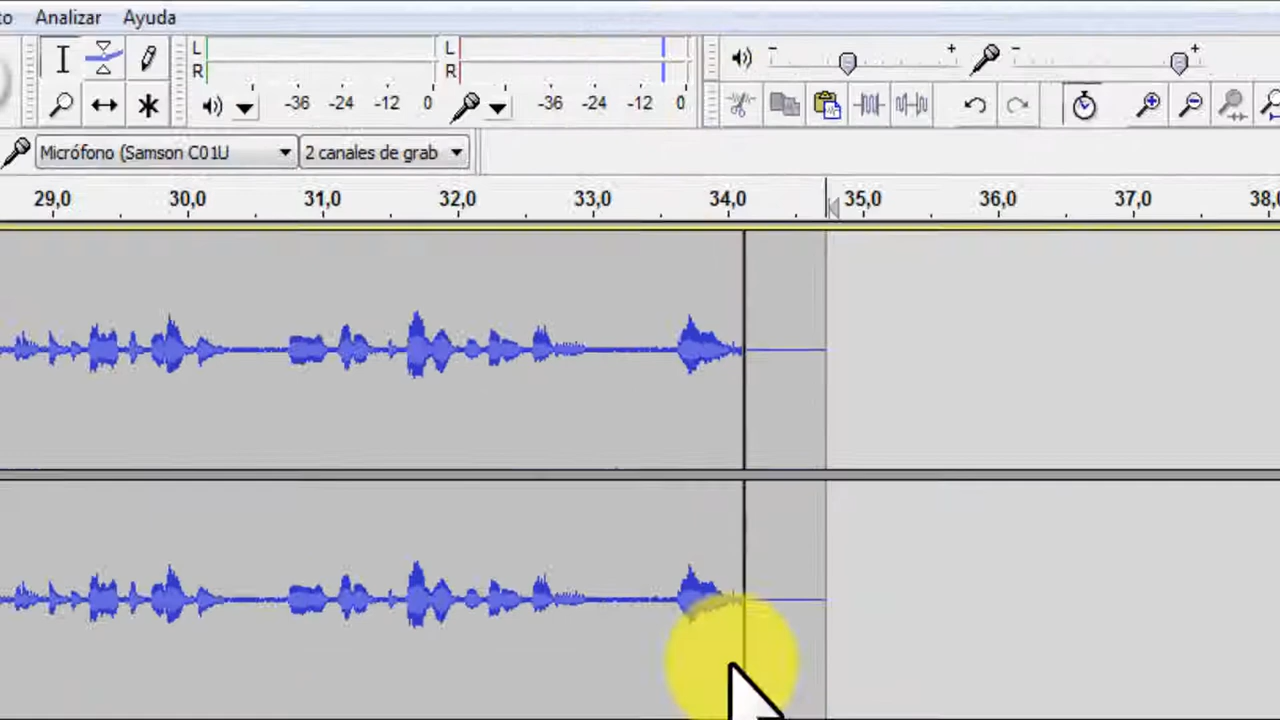 to Analizar Ayuda
L L
R R
-36 -24 -12 0 -36 -24 -12 0
Micrófono (Samson C01U 2 canales de grab
29,0 30,0 31,0 32,0 33,0 34,0 35,0 36,0 37,0 38,0